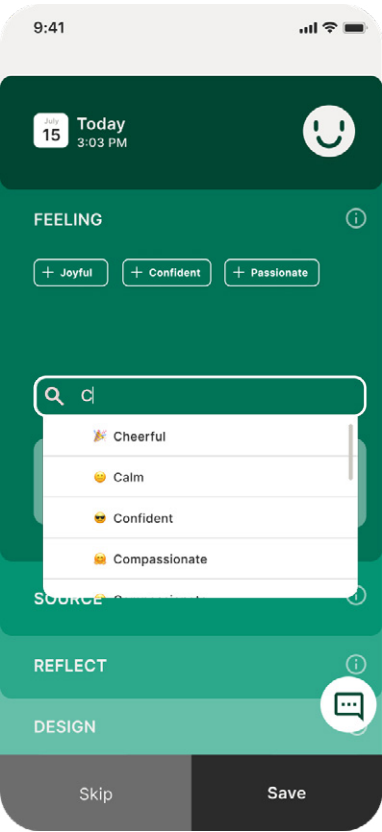 9:41
July
15
Today
3:03 PM
FEELING
+ Joyful
+ Confident
+ Passionate
C
Cheerful
Calm
Confident
Compassionate
SOURCE
REFLECT
DESIGN
Skip
Save